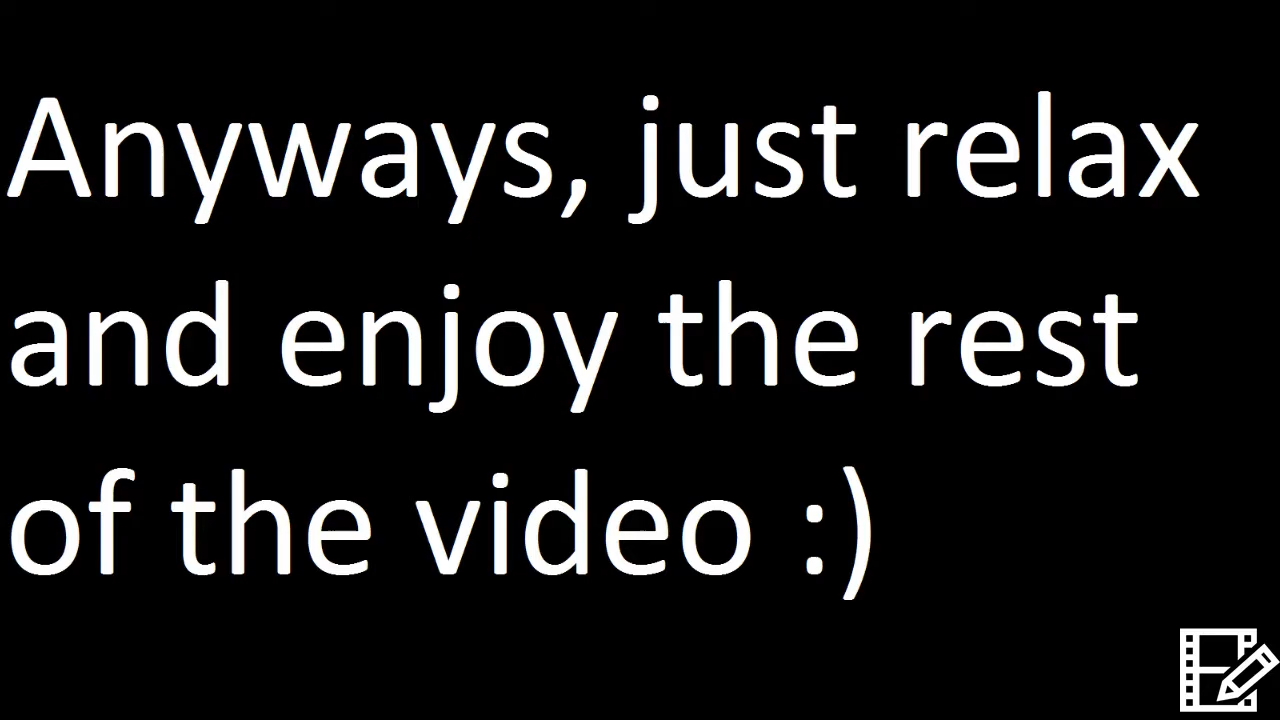 Anyways, just relax
and enjoy the rest
of the video :)